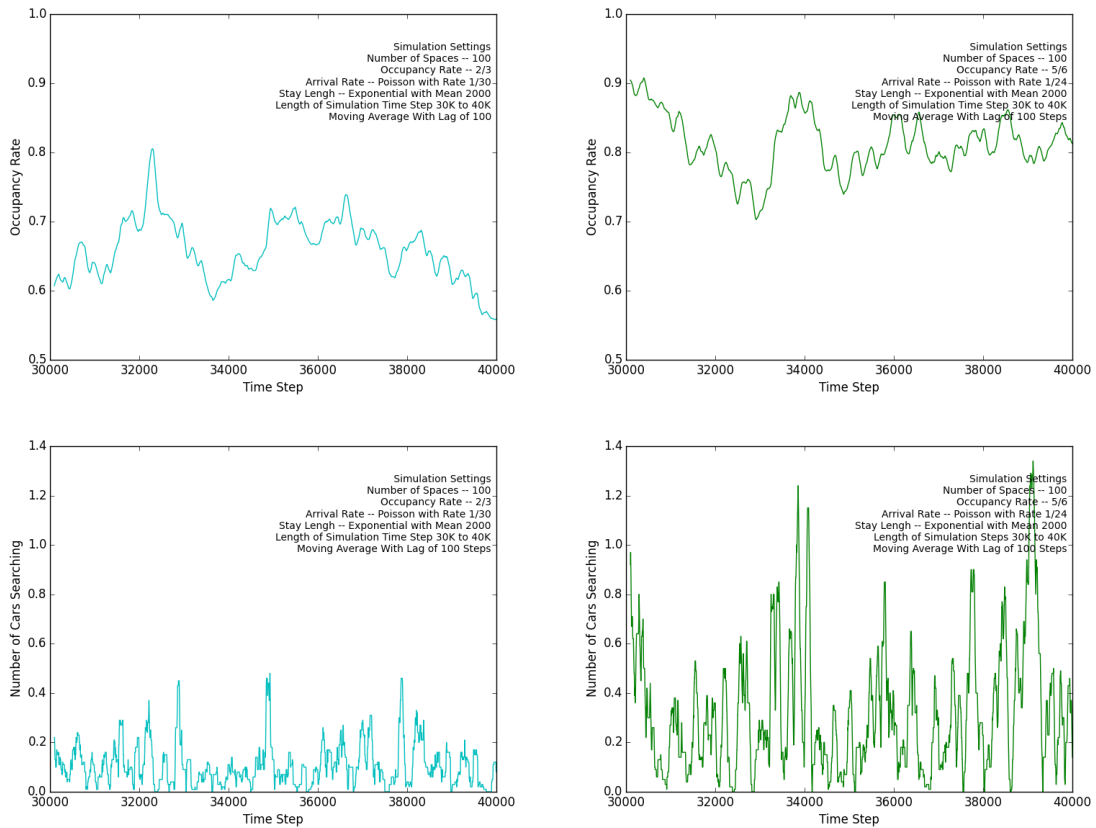 1.0
0.9
0.8
0.7
0.6
0.5
Occupancy Rate
Simulation Settings
Number of Spaces -- 100
Occupancy Rate -- 2/3
Arrival Rate -- Poisson with Rate 1/30
Stay Lengh -- Exponential with Mean 2000
Length of Simulation Time Step 30K to 40K
Moving Average With Lag of 100
30000 32000 34000 36000 38000 40000
Time Step
1.0
0.9
0.8
0.7
0.6
0.5
Occupancy Rate
Simulation Settings
Number of Spaces -- 100
Occupancy Rate -- 5/6
Arrival Rate -- Poisson with Rate 1/24
Stay Lengh -- Exponential with Mean 2000
Length of Simulation Time Step 30K to 40K
Moving Average With Lag of 100 Steps
30000 32000 34000 36000 38000 40000
Time Step
1.4
1.2
1.0
0.8
0.6
0.4
0.2
0.0
Number of Cars Searching
Simulation Settings
Number of Spaces -- 100
Occupancy Rate -- 2/3
Arrival Rate -- Poisson with Rate 1/30
Stay Lengh -- Exponential with Mean 2000
Length of Simulation Time Step 30K to 40K
Moving Average With Lag of 100 Steps
30000 32000 34000 36000 38000 40000
Time Step
1.4
1.2
1.0
0.8
0.6
0.4
0.2
0.0
Number of Cars Searching
Simulation Settings
Number of Spaces -- 100
Occupancy Rate -- 5/6
Arrival Rate -- Poisson with Rate 1/24
Stay Lengh -- Exponential with Mean 2000
Length of Simulation Steps 30K to 40K
Moving Average With Lag of 100 Steps
30000 32000 34000 36000 38000 40000
Time Step